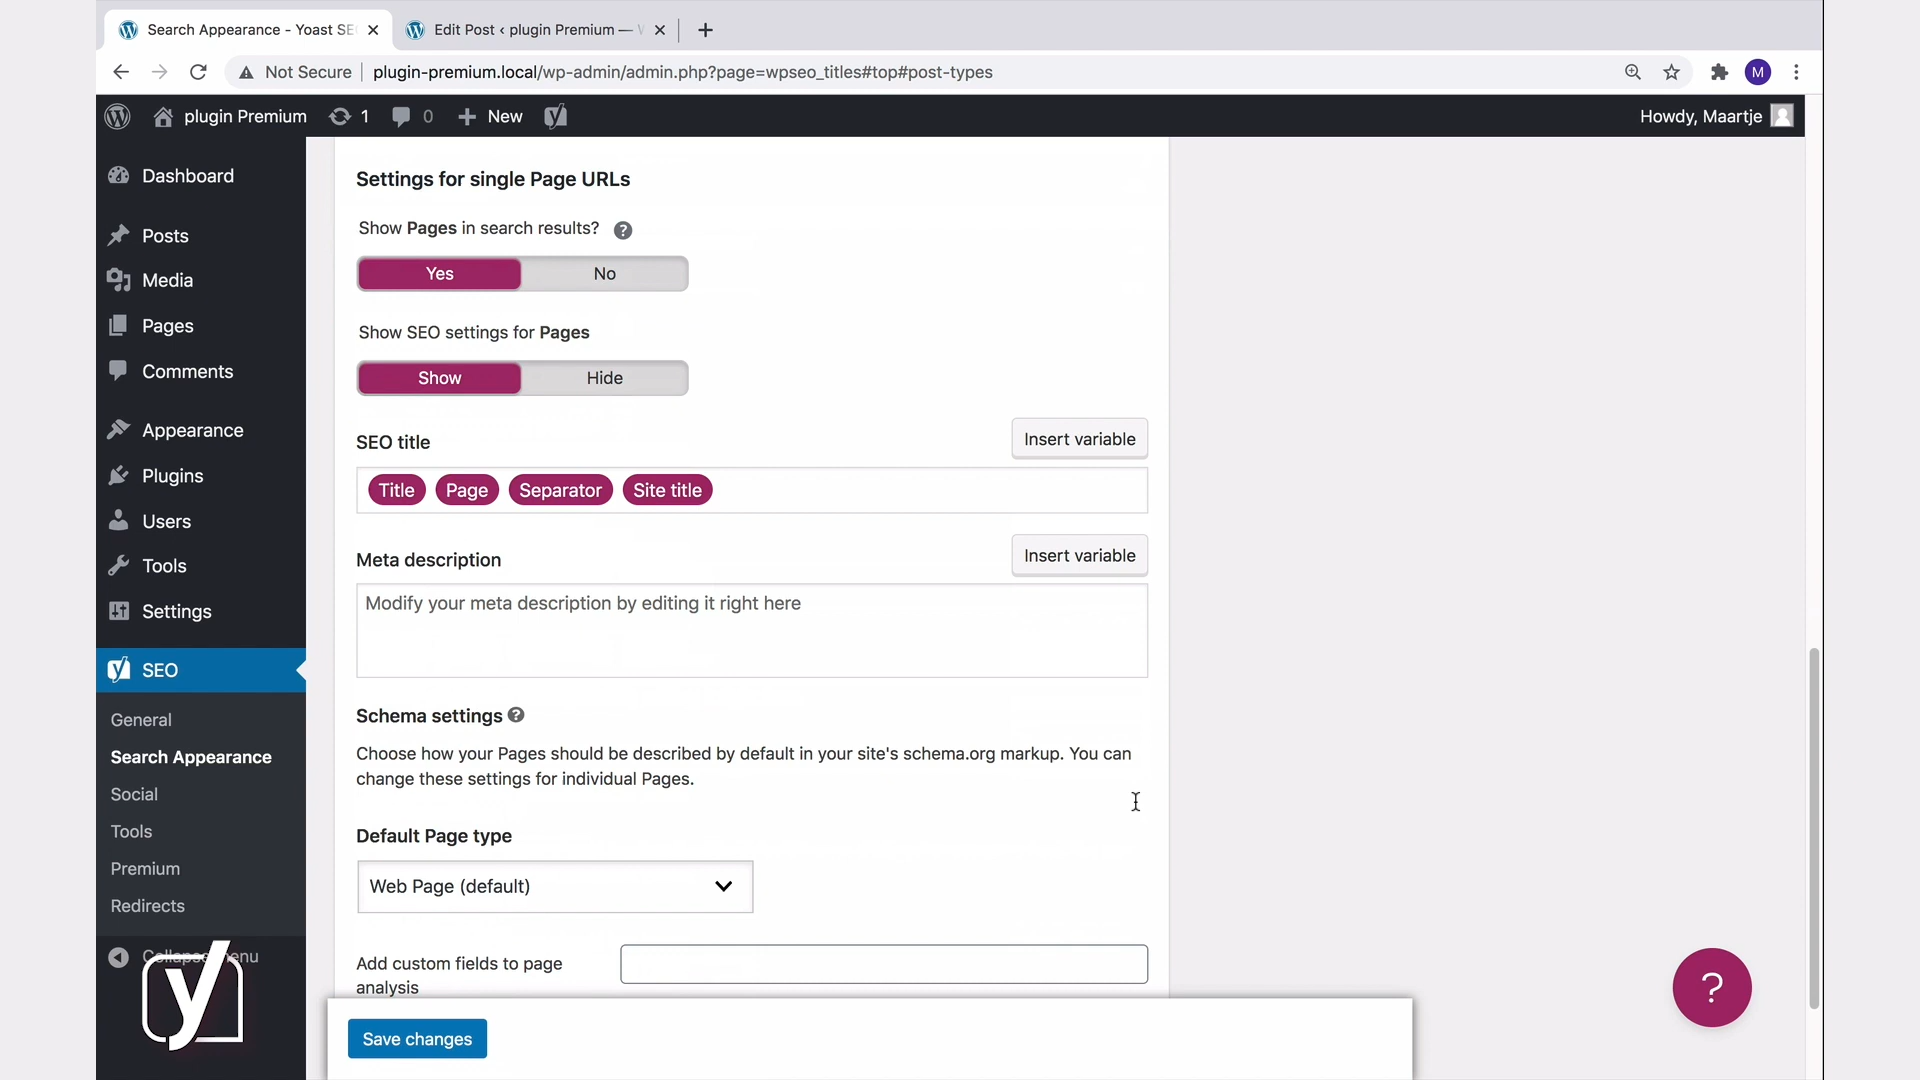 Search Appearance - Yoast SE
Edit Post ‹ plugin Premium —
Not Secure
plugin-premium.local/wp-admin/admin.php?page=wpseo_titles#top#post-types
M
plugin Premium
1
0
New
Howdy, Maartje
Dashboard
Posts
Media
Pages
Comments
Appearance
Plugins
Users
Tools
Settings
SEO
General
Search Appearance
Social
Tools
Premium
Redirects
Collapse menu
Settings for single Page URLs
Show Pages in search results? ?
Yes
No
Show SEO settings for Pages
Show
Hide
SEO title
Insert variable
Title
Page
Separator
Site title
Meta description
Insert variable
Modify your meta description by editing it right here
Schema settings ?
Choose how your Pages should be described by default in your site's schema.org markup. You can
change these settings for individual Pages.
Default Page type
Web Page (default)
Add custom fields to page
analysis
Save changes
?